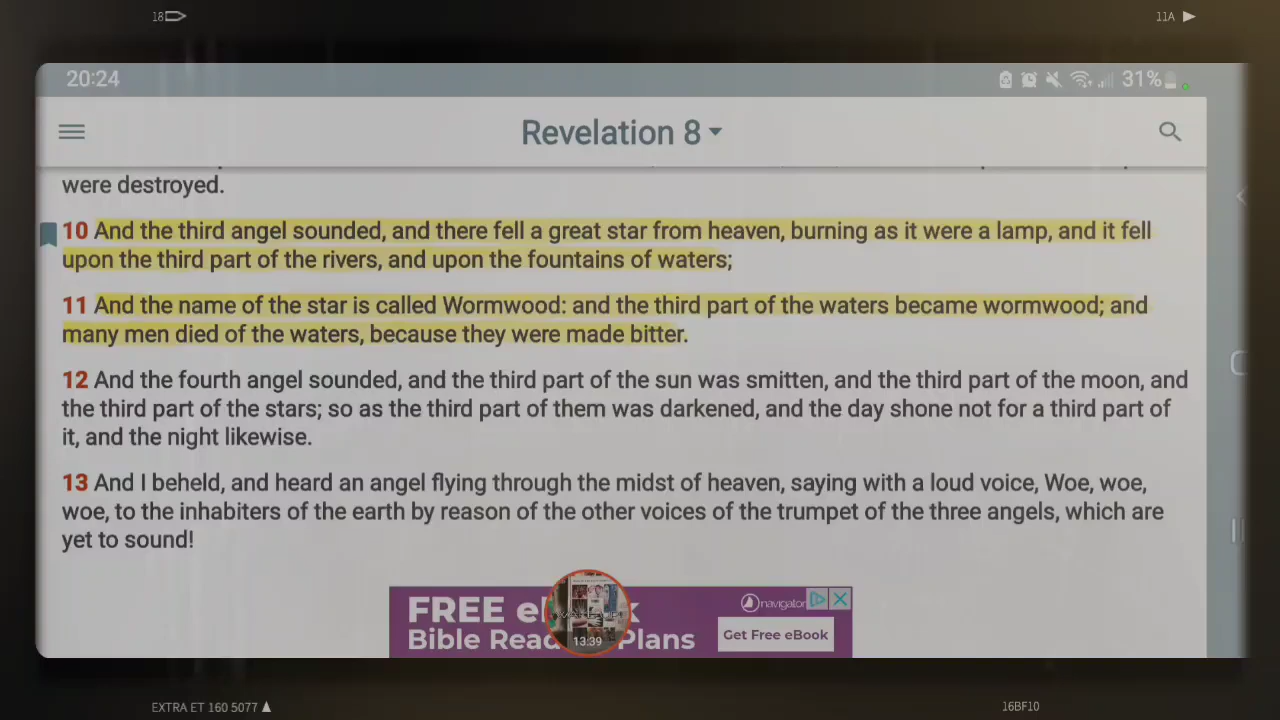 18
11A
20:24
31%
Revelation 8
were destroyed.
10 And the third angel sounded, and there fell a great star from heaven, burning as it were a lamp, and it fell
upon the third part of the rivers, and upon the fountains of waters;
11 And the name of the star is called Wormwood: and the third part of the waters became wormwood; and
many men died of the waters, because they were made bitter.
12 And the fourth angel sounded, and the third part of the sun was smitten, and the third part of the moon, and
the third part of the stars; so as the third part of them was darkened, and the day shone not for a third part of
it, and the night likewise.
13 And I beheld, and heard an angel flying through the midst of heaven, saying with a loud voice, Woe, woe,
woe, to the inhabiters of the earth by reason of the other voices of the trumpet of the three angels, which are
yet to sound!
FREE
navigator
Bible Plans
Get Free eBook
13:39
EXTRA ET 160 5077
16BF10